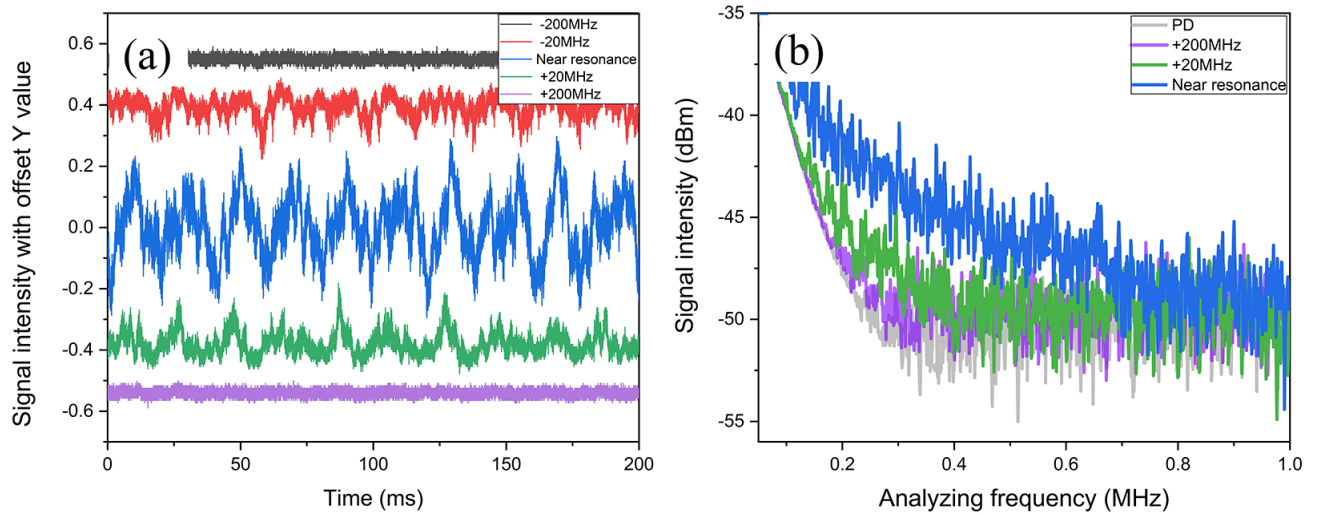 (a)
-200MHz
-20MHz
Near resonance
+20MHz
+200MHz
Signal intensity with offset Y value
0.6
0.4
0.2
0.0
-0.2
-0.4
-0.6
0
50
100
150
200
Time (ms)
(b)
PD
+200MHz
+20MHz
Near resonance
Signal intensity (dBm)
-35
-40
-45
-50
-55
0.2
0.4
0.6
0.8
1.0
Analyzing frequency (MHz)